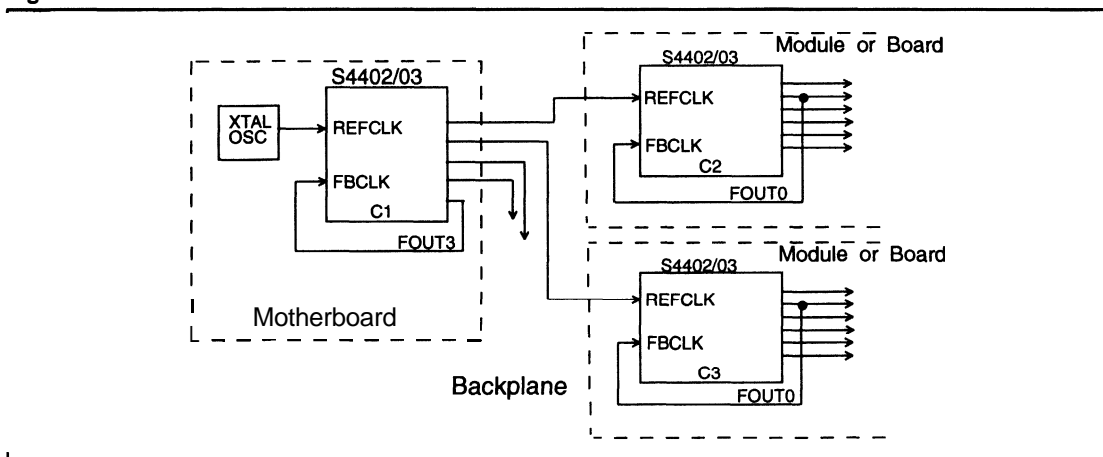 S4402/03
XTAL
OSC
REFCLK
FBCLK
C1
FOUT3
Motherboard
Module or Board
S4402/03
REFCLK
FBCLK
C2
FOUT0
Module or Board
S4402/03
REFCLK
FBCLK
C3
FOUT0
Backplane